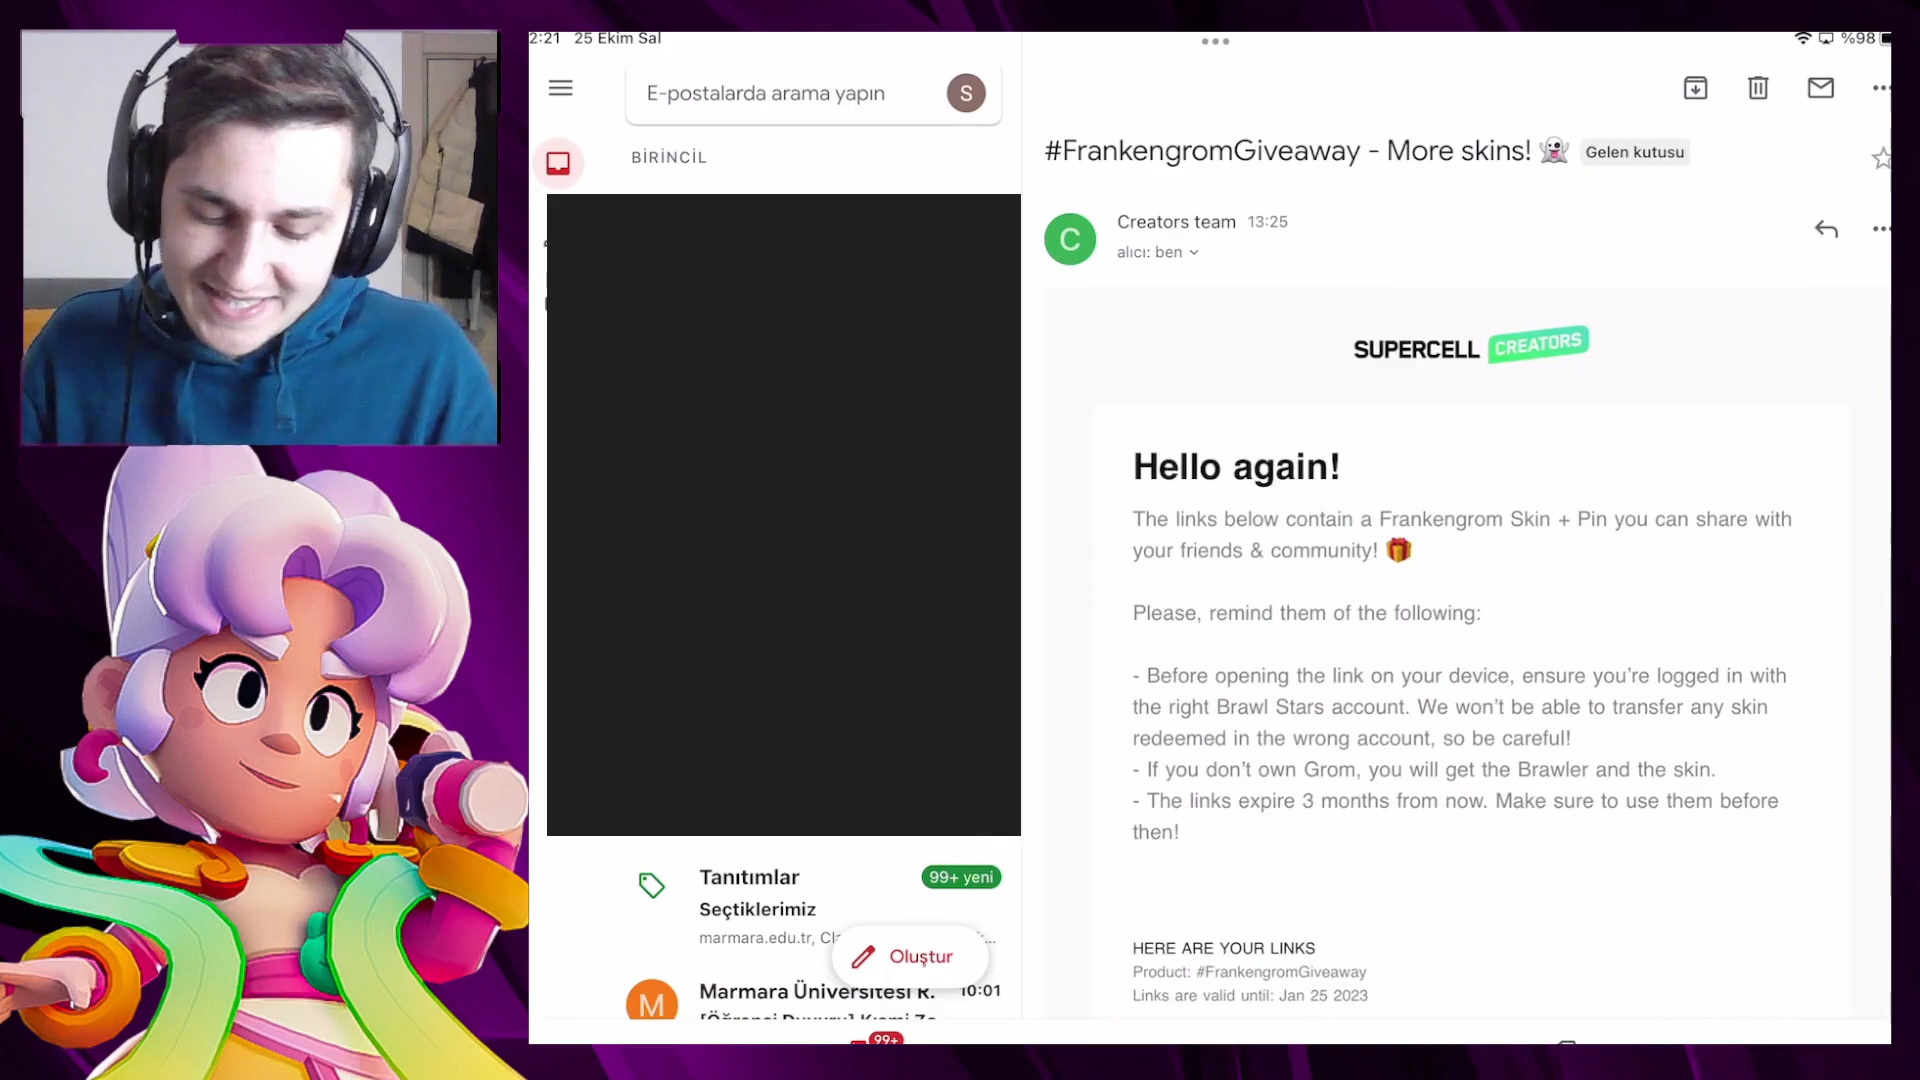 2:21 25 Ekim Sal
%98
E-postalarda arama yapın
S
BİRİNCİL
Tanıtımlar
99+ yeni
Seçtiklerimiz
marmara.edu.tr,
Oluştur
M
Marmara Üniversitesi R.
10:01
99+
#FrankengromGiveaway - More skins! 👻 Gelen kutusu
C
Creators team 13:25
alıcı: ben
SUPERCELL CREATORS
Hello again!
The links below contain a Frankengrom Skin + Pin you can share with
your friends & community! 🎁
Please, remind them of the following:
- Before opening the link on your device, ensure you’re logged in with
the right Brawl Stars account. We won’t be able to transfer any skin
redeemed in the wrong account, so be careful!
- If you don’t own Grom, you will get the Brawler and the skin.
- The links expire 3 months from now. Make sure to use them before
then!
HERE ARE YOUR LINKS
Product: #FrankengromGiveaway
Links are valid until: Jan 25 2023